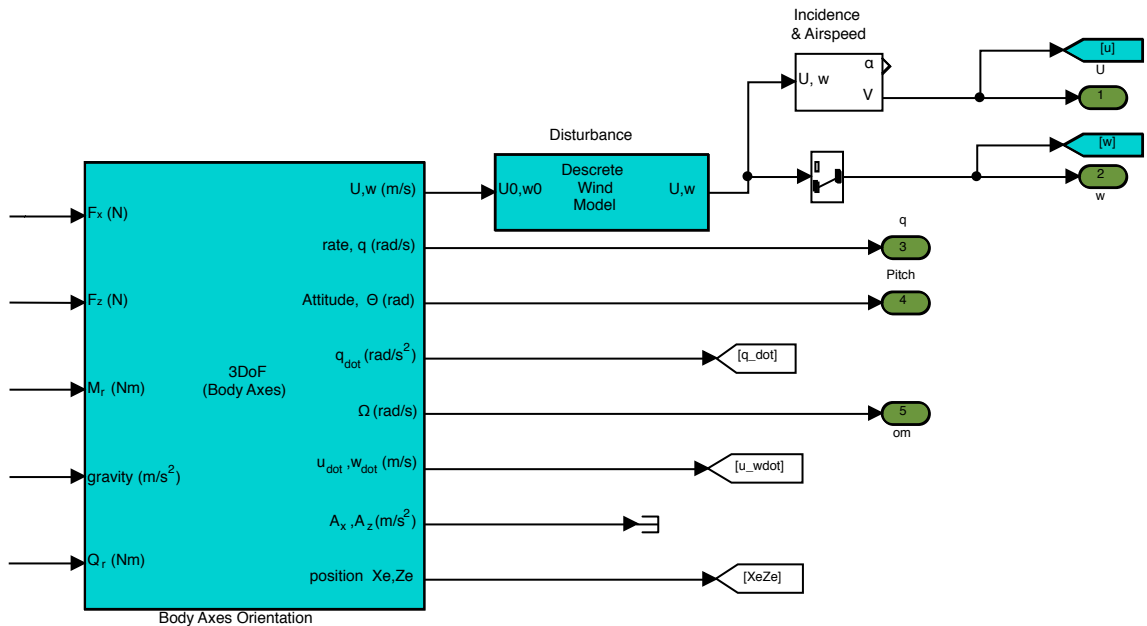 Incidence
& Airspeed
[u]
U
α
U, w
V
1
Disturbance
[w]
2
w
U,w (m/s)
U0,w0
Descrete
Wind
Model
U,w
Fx (N)
q
rate, q (rad/s)
3
Pitch
Fz (N)
Attitude, Θ (rad)
4
qdot (rad/s²)
[q_dot]
3DoF
(Body Axes)
Mr (Nm)
Ω (rad/s)
5
om
gravity (m/s²)
udot ,wdot (m/s)
[u_wdot]
Ax ,Az (m/s²)
Qr (Nm)
position Xe,Ze
[XeZe]
Body Axes Orientation